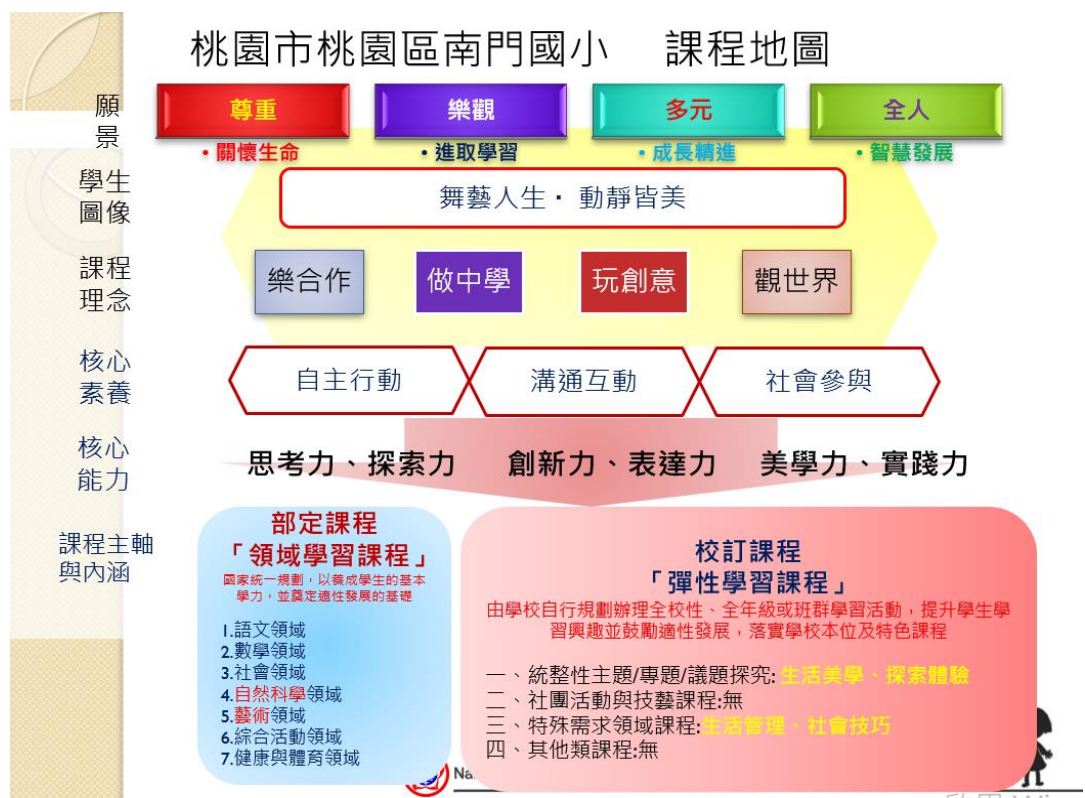 桃園市桃園區南門國小 課程地圖
願景
尊重 樂觀 多元 全人
•關懷生命 •進取學習 •成長精進 •智慧發展
學生
圖像
舞藝人生‧動靜皆美
課程
理念
樂合作 做中學 玩創意 觀世界
核心
素養
自主行動 溝通互動 社會參與
核心
能力
思考力、探索力 創新力、表達力 美學力、實踐力
課程主軸
與內涵
部定課程
「領域學習課程」
國家統一規劃,以養成學生的基本
學力,並奠定適性發展的基礎
1.語文領域
2.數學領域
3.社會領域
4.自然科學領域
5.藝術領域
6.綜合活動領域
7.健康與體育領域
校訂課程
「彈性學習課程」
由學校自行規劃辦理全校性、全年級或班群學習活動,提升學生學
習興趣並鼓勵適性發展,落實學校本位及特色課程
一、統整性主題/專題/議題探究:生活美學、探索體驗
二、社團活動與技藝課程:無
三、特殊需求領域課程:生活管理、社會技巧
四、其他類課程:無